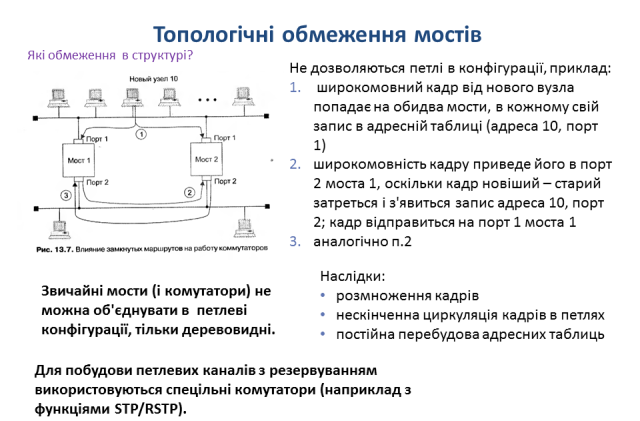 Топологічні обмеження мостів
Які обмеження в структурі?
Новый узел 10
Порт 1
Порт 1
1
Мост 1
Мост 2
Порт 2
Порт 2
3
2
Рис. 13.7. Влияние замкнутых маршрутов на работу коммутаторов
Не дозволяються петлі в конфігурації, приклад:
1. широкомовний кадр від нового вузла
попадає на обидва мости, в кожному свій
запис в адресній таблиці (адреса 10, порт
1)
2. широкомовність кадру приведе його в порт
2 моста 1, оскільки кадр новіший – старий
затреться і з'явиться запис адреса 10, порт
2; кадр відправиться на порт 1 моста 1
3. аналогічно п.2
Наслідки:
• розмноження кадрів
• нескінченна циркуляція кадрів в петлях
• постійна перебудова адресних таблиць
Звичайні мости (і комутатори) не
можна об'єднувати в петлеві
конфігурації, тільки деревовидні.
Для побудови петлевих каналів з резервуванням
використовуються спецільні комутатори (наприклад з
функціями STP/RSTP).